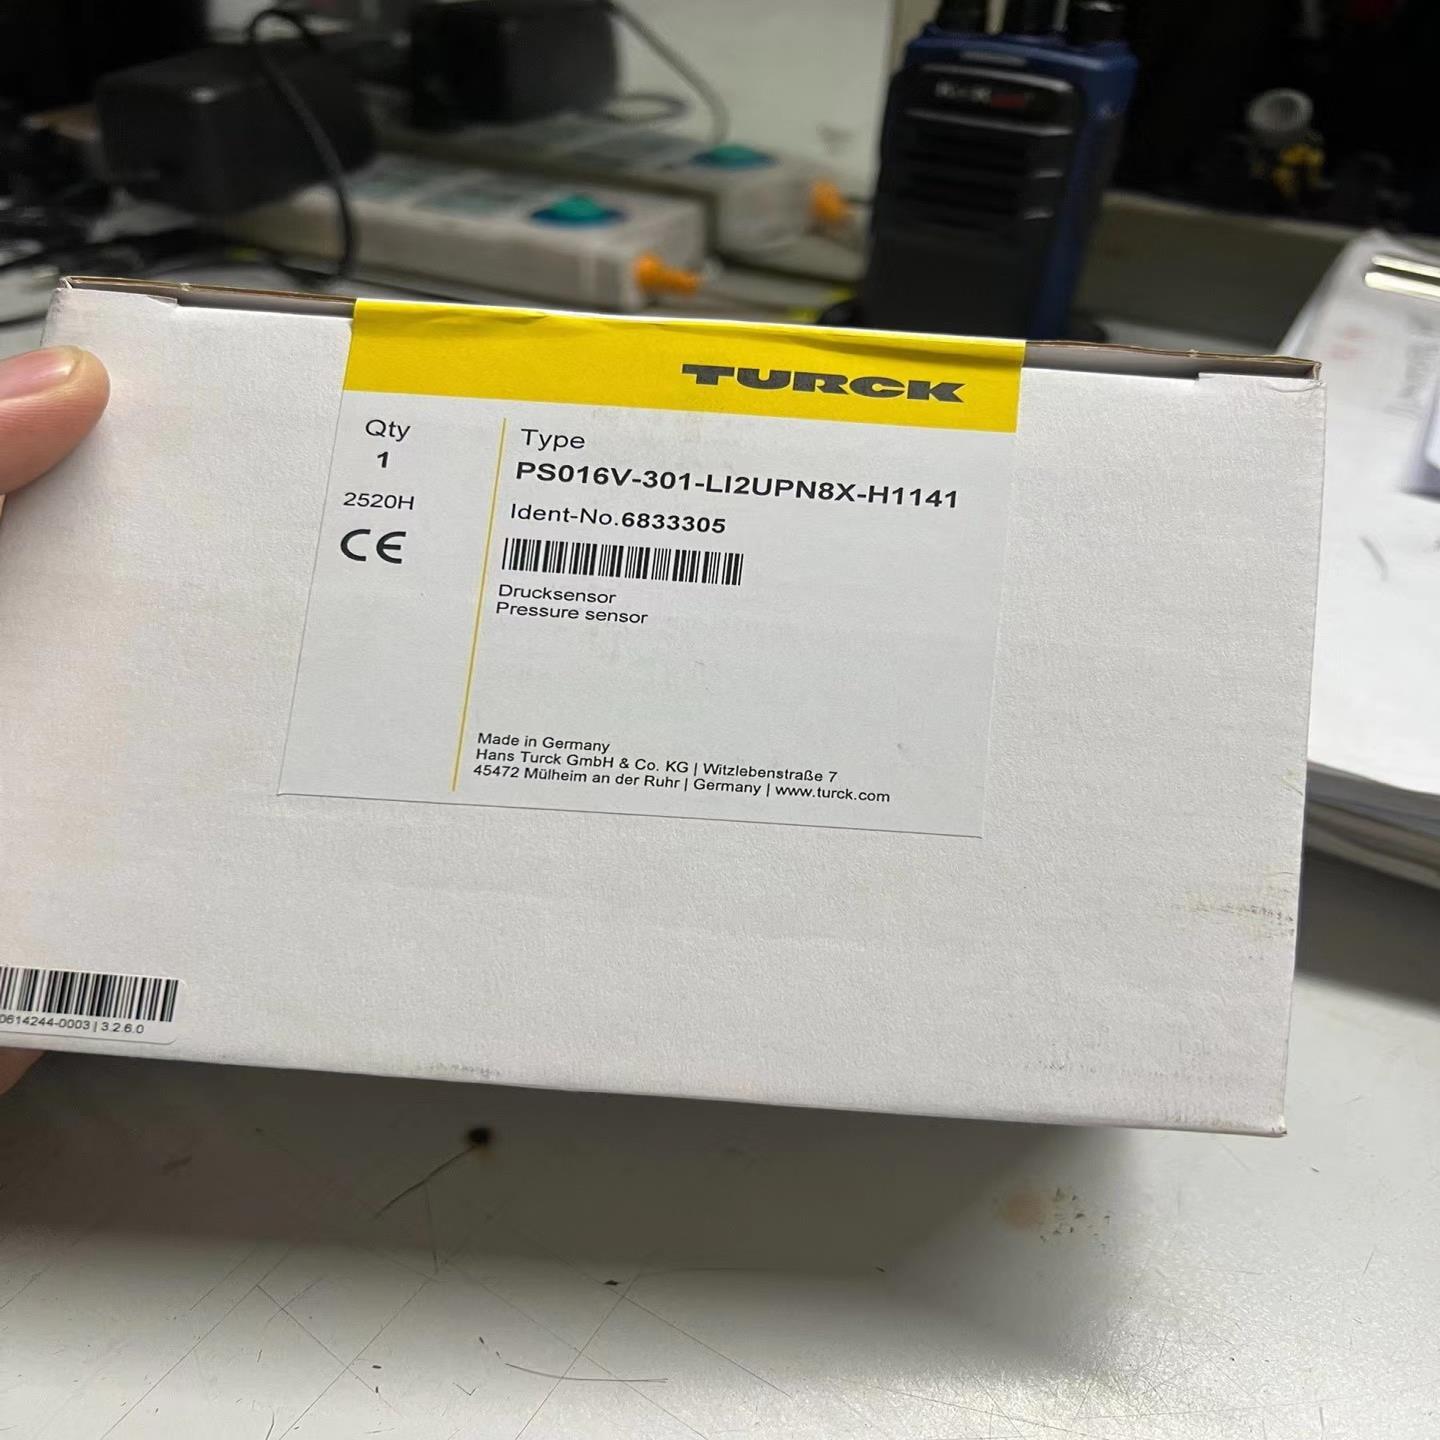 TURCK
Qty
1
2520H
CE
Type
PS016V-301-LI2UPN8X-H1141
Ident-No.6833305
Drucksensor
Pressure sensor
Made in Germany
Hans Turck GmbH & Co. KG | Witzlebenstraße 7
45472 Mülheim an der Ruhr | Germany | www.turck.com
0614244-0003 | 3.2.6.0